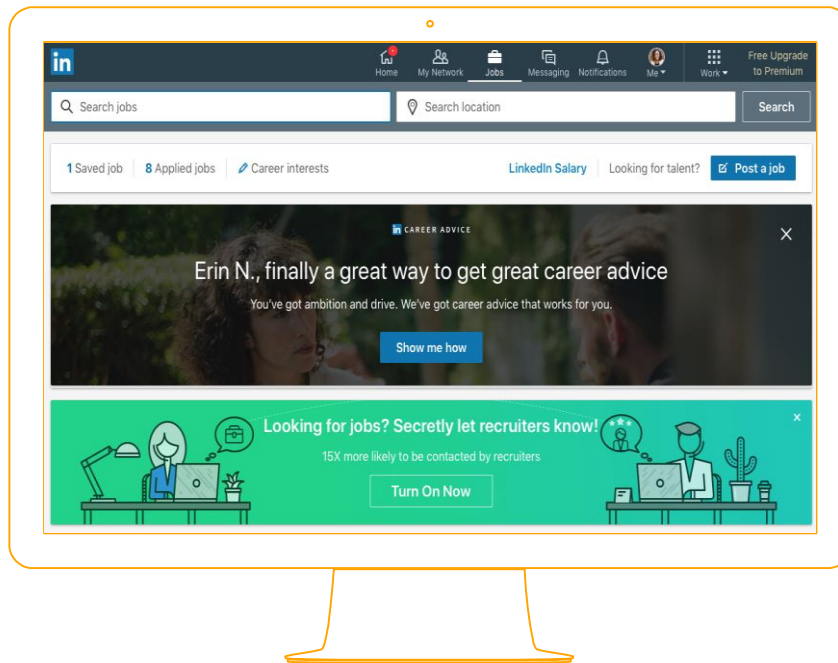 in
Home
My Network
Jobs
Messaging
Notifications
Me
Work
Free Upgrade
to Premium
Search jobs
Search location
Search
1 Saved job
8 Applied jobs
Career interests
LinkedIn Salary
Looking for talent?
Post a job
in CAREER ADVICE
Erin N., finally a great way to get great career advice
You've got ambition and drive. We've got career advice that works for you.
Show me how
Looking for jobs? Secretly let recruiters know!
15X more likely to be contacted by recruiters
Turn On Now